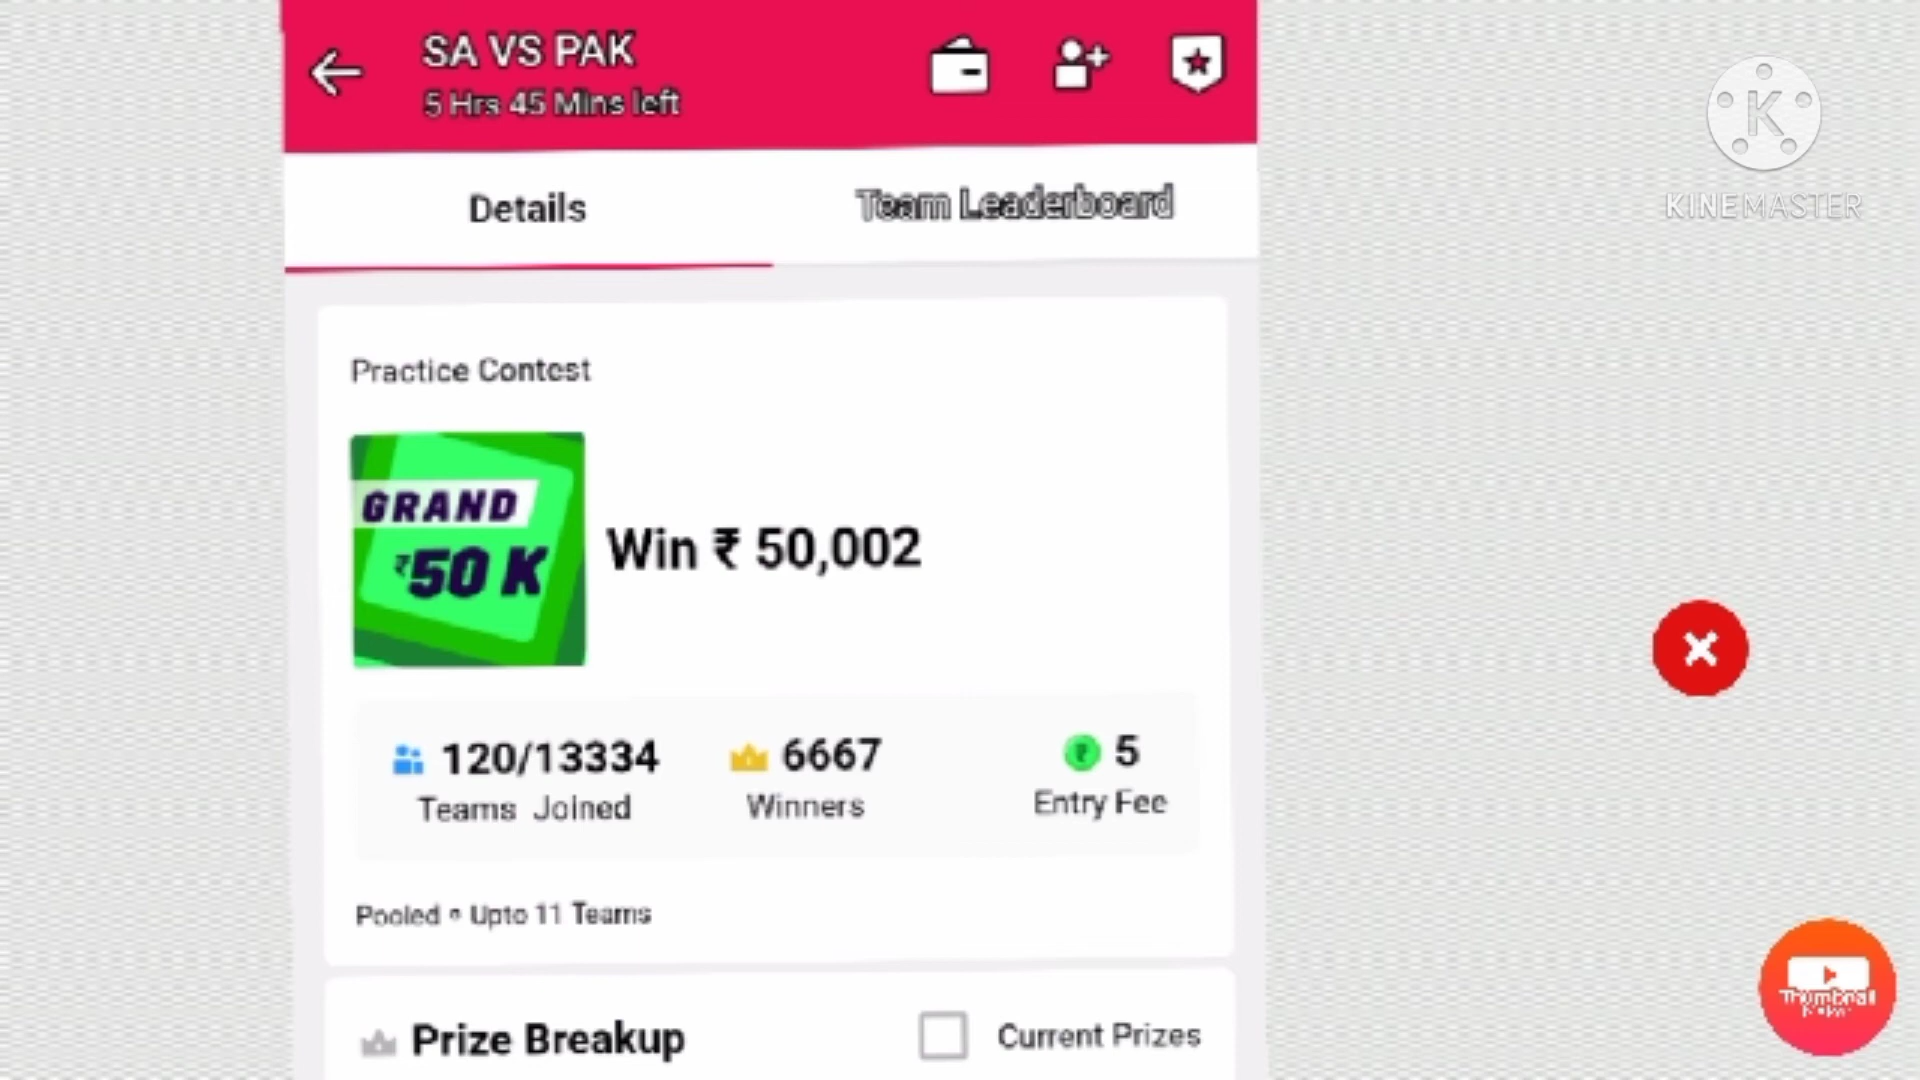 SA VS PAK
5 Hrs 45 Mins left
Details
Team Leaderboard
Practice Contest
GRAND
₹50 K
Win ₹ 50,002
120/13334
Teams Joined
6667
Winners
5
Entry Fee
Pooled • Upto 11 Teams
Prize Breakup
Current Prizes
K
KINEMASTER
Thumbnail